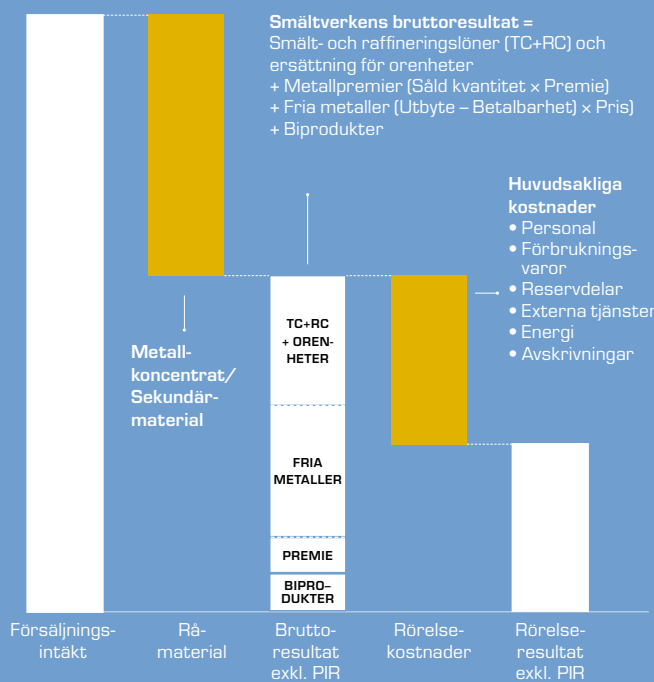 Smältverkens bruttoresultat =
Smält- och raffineringslöner (TC+RC) och
ersättning för orenheter
+ Metallpremier (Såld kvantitet × Premie)
+ Fria metaller (Utbyte – Betalbarhet) × Pris)
+ Biprodukter
Huvudsakliga
kostnader
• Personal
• Förbruknings-
varor
• Reservdelar
• Externa tjänster
• Energi
• Avskrivningar
Metall-
koncentrat/
Sekundär-
material
TC+RC
+ OREN-
HETER
FRIA
METALLER
PREMIE
BIPRO–
DUKTER
Försäljnings-
intäkt
Rå-
material
Brutto-
resultat
exkl. PIR
Rörelse-
kostnader
Rörelse-
resultat
exkl. PIR